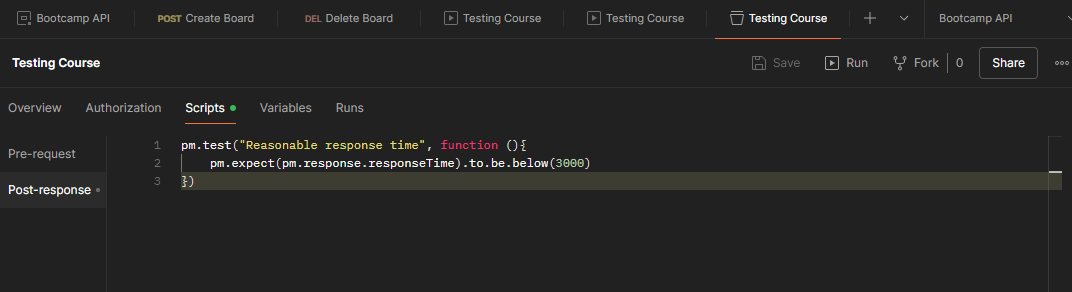 Bootcamp API POST Create Board DEL Delete Board Testing Course Testing Course Testing Course Bootcamp API
Testing Course Save Run Fork 0 Share
Overview Authorization Scripts Variables Runs
Pre-request
Post-response
1 pm.test("Reasonable response time", function (){
2 pm.expect(pm.response.responseTime).to.be.below(3000)
3 })